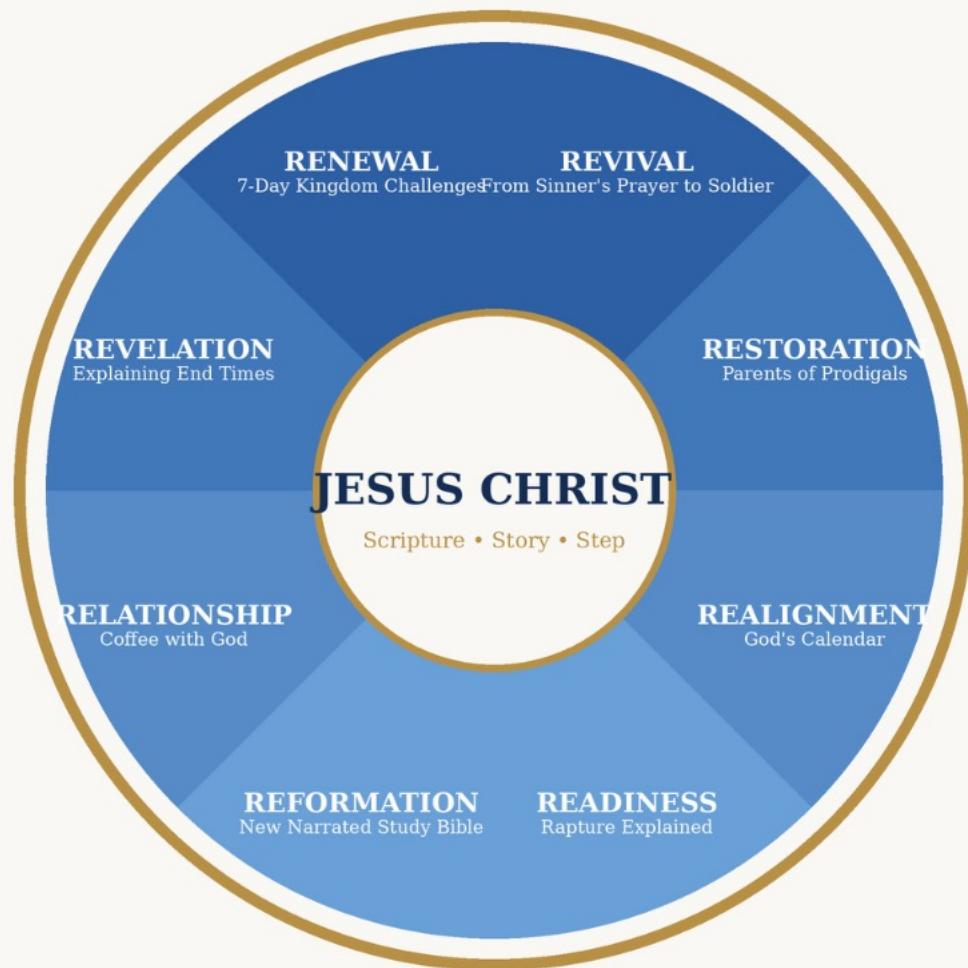 RENEWAL
7-Day Kingdom Challenges
REVIVAL
From Sinner's Prayer to Soldier
REVELATION
Explaining End Times
RESTORATION
Parents of Prodigals
JESUS CHRIST
Scripture • Story • Step
RELATIONSHIP
Coffee with God
REALIGNMENT
God's Calendar
REFORMATION
New Narrated Study Bible
READINESS
Rapture Explained